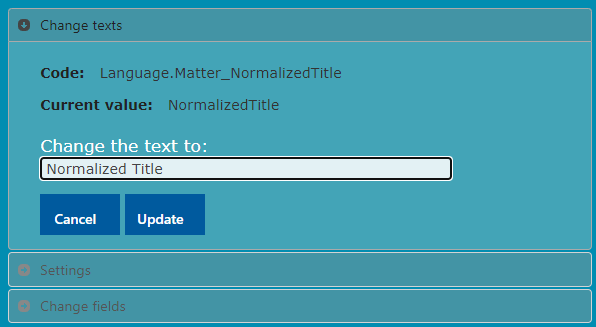 Change texts
Code: Language.Matter_NormalizedTitle
Current value: NormalizedTitle
Change the text to:
Normalized Title
Cancel Update
Settings
Change fields